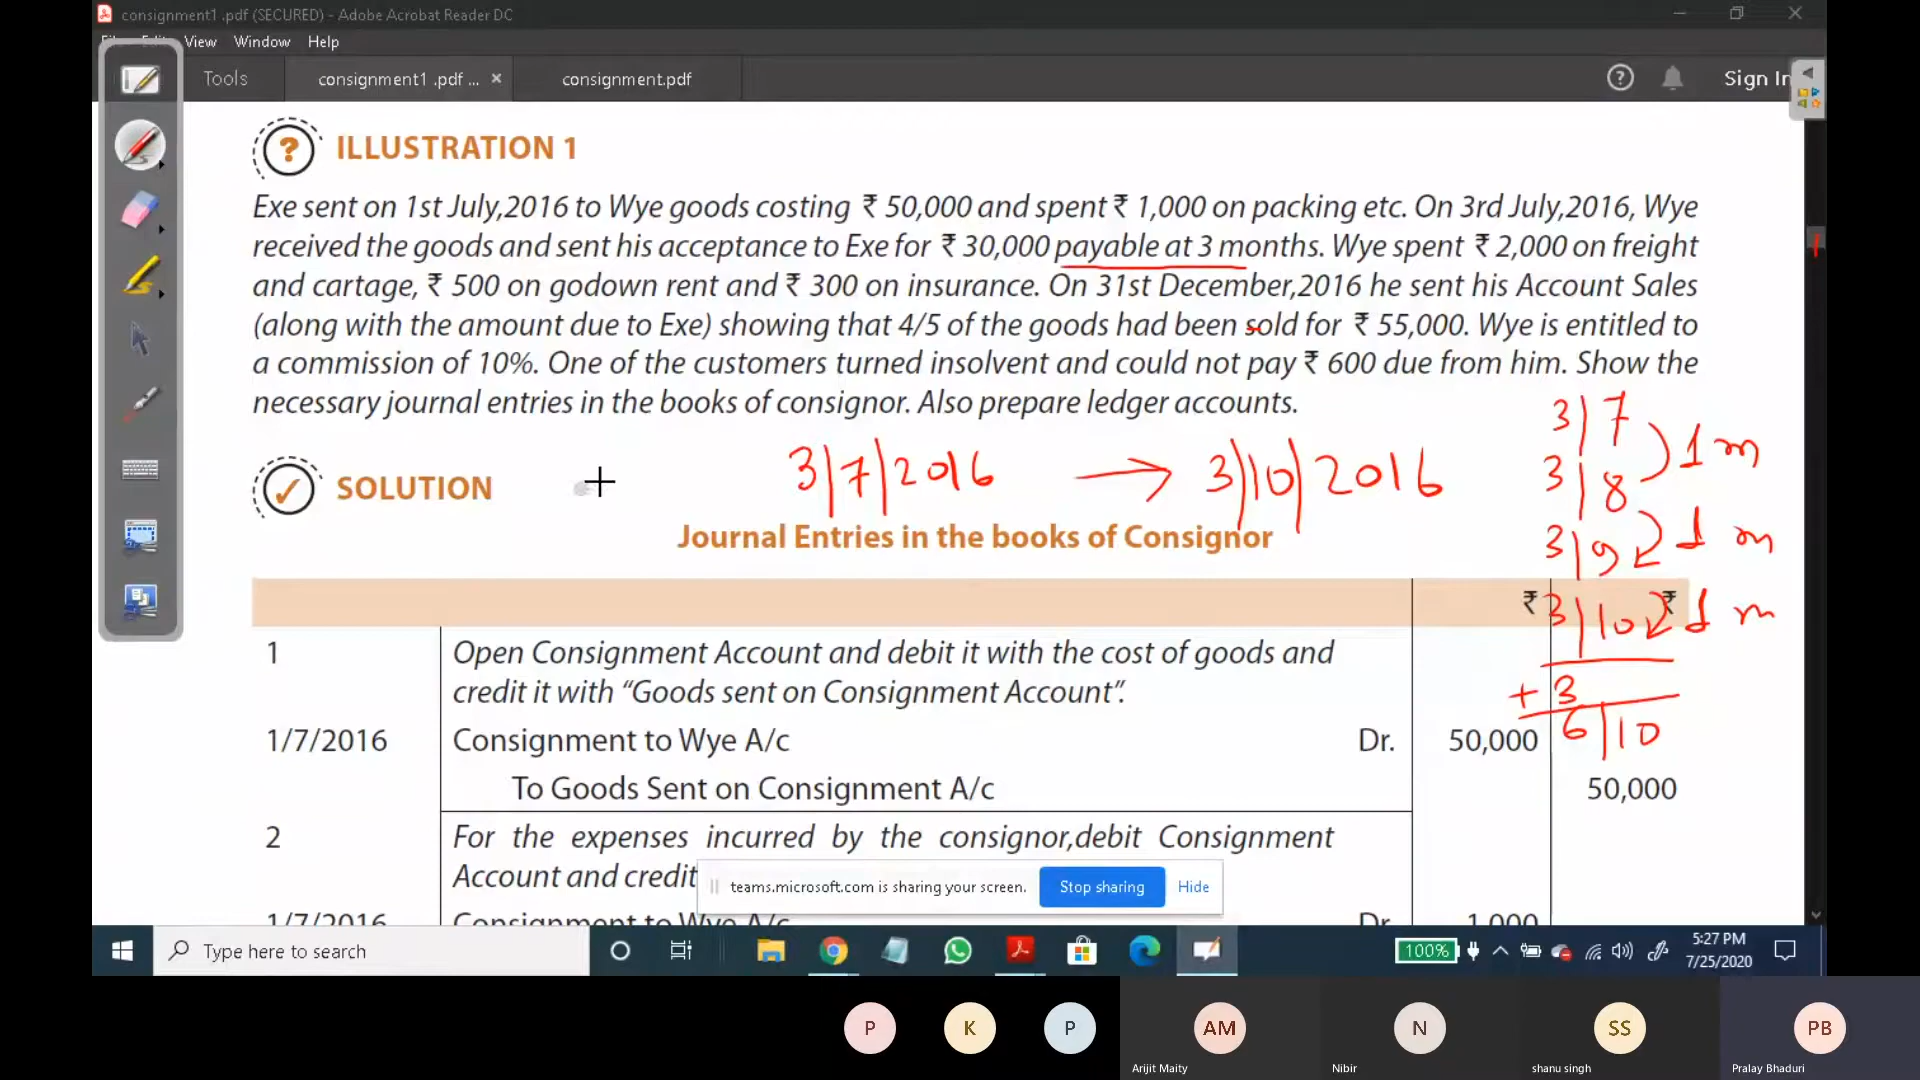 consignment1 .pdf (SECURED) - Adobe Acrobat Reader DC
View Window Help
Tools consignment1 .pdf ... × consignment.pdf Sign In
ILLUSTRATION 1
Exe sent on 1st July,2016 to Wye goods costing ₹ 50,000 and spent ₹ 1,000 on packing etc. On 3rd July,2016, Wye
received the goods and sent his acceptance to Exe for ₹ 30,000 payable at 3 months. Wye spent ₹ 2,000 on freight
and cartage, ₹ 500 on godown rent and ₹ 300 on insurance. On 31st December,2016 he sent his Account Sales
(along with the amount due to Exe) showing that 4/5 of the goods had been sold for ₹ 55,000. Wye is entitled to
a commission of 10%. One of the customers turned insolvent and could not pay ₹ 600 due from him. Show the
necessary journal entries in the books of consignor. Also prepare ledger accounts.
3|7
1 m
3|8
SOLUTION 3|7|2016 → 3|10|2016
Journal Entries in the books of Consignor
3|9 1 m
₹ ₹
3|10 1 m
+ 3
6|10
1 Open Consignment Account and debit it with the cost of goods and
credit it with “Goods sent on Consignment Account”.
1/7/2016 Consignment to Wye A/c Dr. 50,000
To Goods Sent on Consignment A/c 50,000
2 For the expenses incurred by the consignor,debit Consignment
Account and credit
teams.microsoft.com is sharing your screen. Stop sharing Hide
1/7/2016 Consignment to Wye A/c Dr. 1,000
Type here to search
100%
5:27 PM
7/25/2020
P K P AM N SS PB
Arijit Maity Nibir shanu singh Pralay Bhaduri